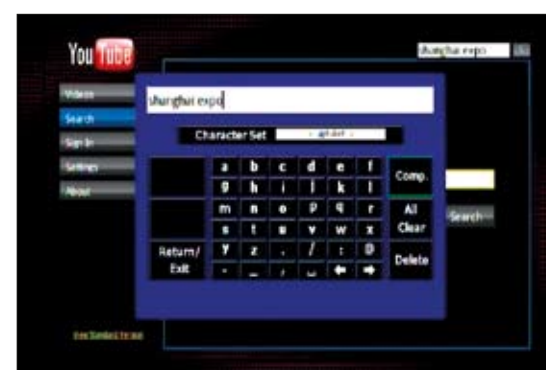 You Tube
shanghai expo
Videos
shanghai expo
Search
Character Set
Sign In
Settings
About
a b c d e f
Comp.
g h i j k l
m n o p q r
All
Clear
Search
s t u v w x
Return/
Exit
y z . / : @
Delete
- _ , ␣ ← →